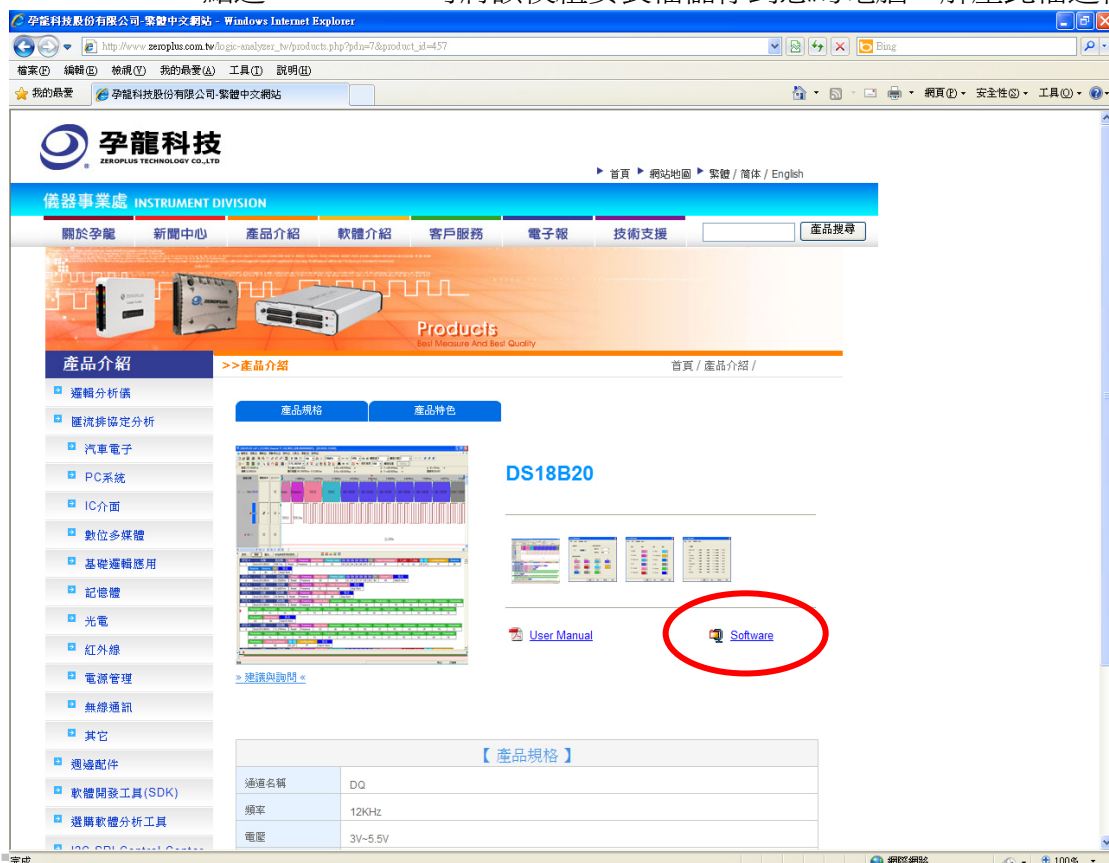 孕龍科技股份有限公司-繁體中文網站 - Windows Internet Explorer
http://www.zeroplus.com.tw/logic-analyzer_tw/products.php?pdn=7&product_id=457
Bing
檔案(F) 編輯(E) 檢視(V) 我的最愛(A) 工具(T) 說明(H)
我的最愛 孕龍科技股份有限公司-繁體中文網站
網頁(P) 安全性(S) 工具(O)
孕龍科技
ZEROPLUS TECHNOLOGY CO.,LTD
首頁 網站地圖 繁體 / 简体 / English
儀器事業處 INSTRUMENT DIVISION
關於孕龍 新聞中心 產品介紹 軟體介紹 客戶服務 電子報 技術支援 產品搜尋
Products
Best Measure And Best Quality
產品介紹
>>產品介紹
首頁 / 產品介紹 /
邏輯分析儀
匯流排協定分析
汽車電子
PC系統
IC介面
數位多媒體
基礎邏輯應用
記憶體
光電
紅外線
電源管理
無線通訊
其它
週邊配件
軟體開發工具(SDK)
選購軟體分析工具
產品規格 產品特色
DS18B20
User Manual Software
» 建議與詢問 «
【 產品規格 】
通道名稱 DQ
頻率 12KHz
電壓 3V~5.5V
完成
100%